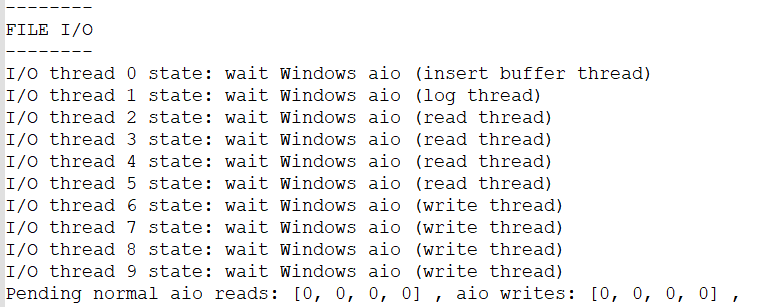 --------
FILE I/O
--------
I/O thread 0 state: wait Windows aio (insert buffer thread)
I/O thread 1 state: wait Windows aio (log thread)
I/O thread 2 state: wait Windows aio (read thread)
I/O thread 3 state: wait Windows aio (read thread)
I/O thread 4 state: wait Windows aio (read thread)
I/O thread 5 state: wait Windows aio (read thread)
I/O thread 6 state: wait Windows aio (write thread)
I/O thread 7 state: wait Windows aio (write thread)
I/O thread 8 state: wait Windows aio (write thread)
I/O thread 9 state: wait Windows aio (write thread)
Pending normal aio reads: [0, 0, 0, 0] , aio writes: [0, 0, 0, 0] ,